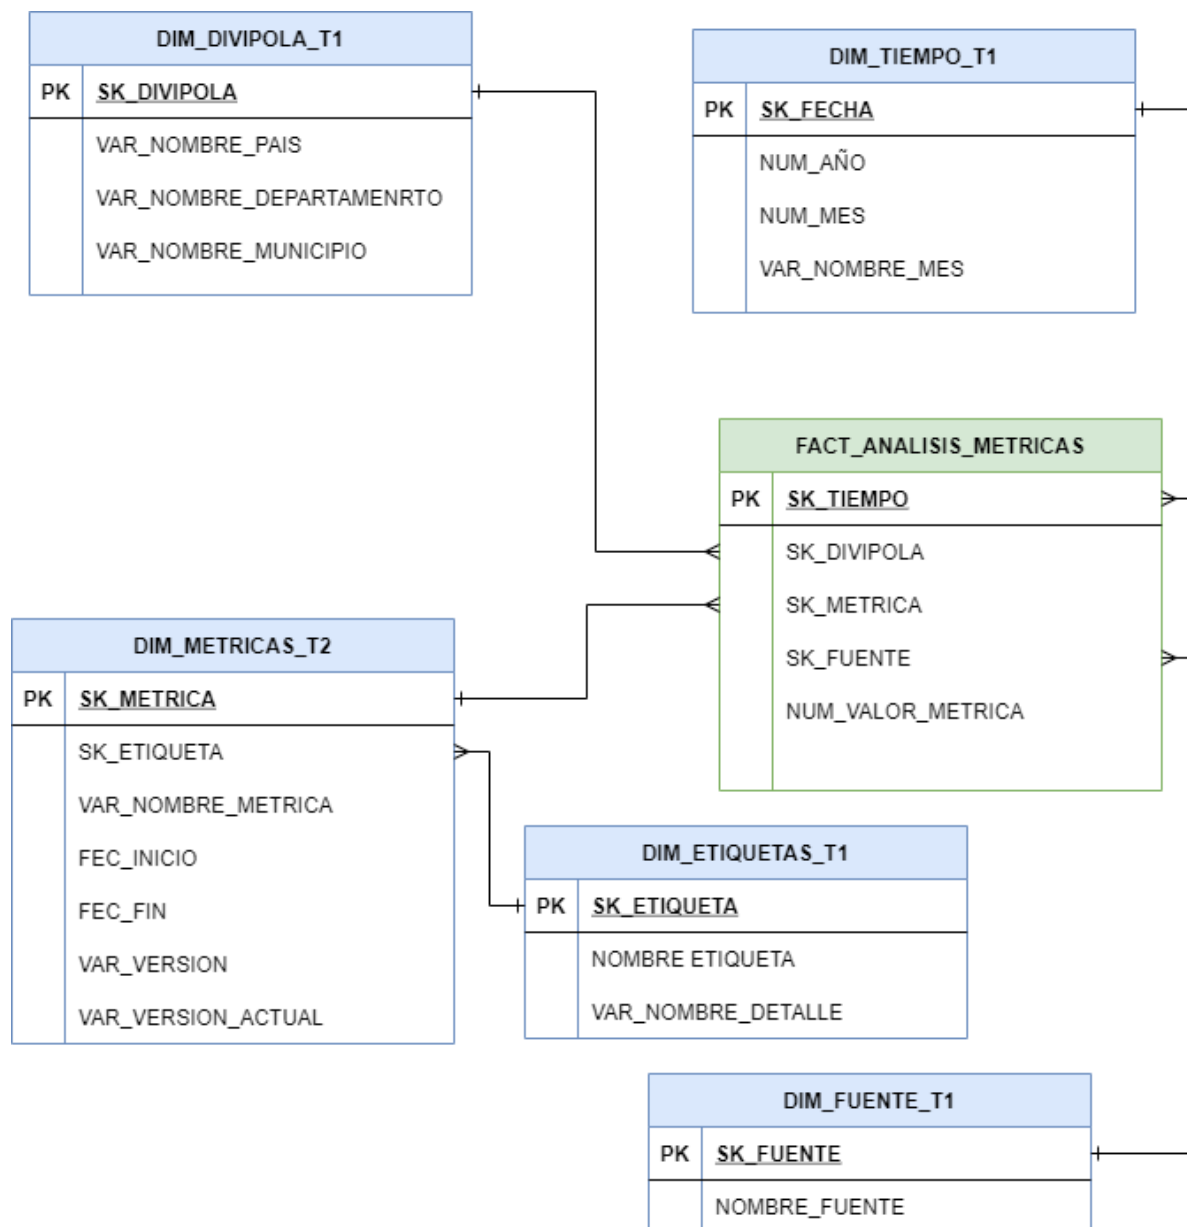 DIM_DIVIPOLA_T1
PK SK_DIVIPOLA
VAR_NOMBRE_PAIS
VAR_NOMBRE_DEPARTAMENRTO
VAR_NOMBRE_MUNICIPIO
DIM_TIEMPO_T1
PK SK_FECHA
NUM_AÑO
NUM_MES
VAR_NOMBRE_MES
FACT_ANALISIS_METRICAS
PK SK_TIEMPO
SK_DIVIPOLA
SK_METRICA
SK_FUENTE
NUM_VALOR_METRICA
DIM_METRICAS_T2
PK SK_METRICA
SK_ETIQUETA
VAR_NOMBRE_METRICA
FEC_INICIO
FEC_FIN
VAR_VERSION
VAR_VERSION_ACTUAL
DIM_ETIQUETAS_T1
PK SK_ETIQUETA
NOMBRE ETIQUETA
VAR_NOMBRE_DETALLE
DIM_FUENTE_T1
PK SK_FUENTE
NOMBRE_FUENTE